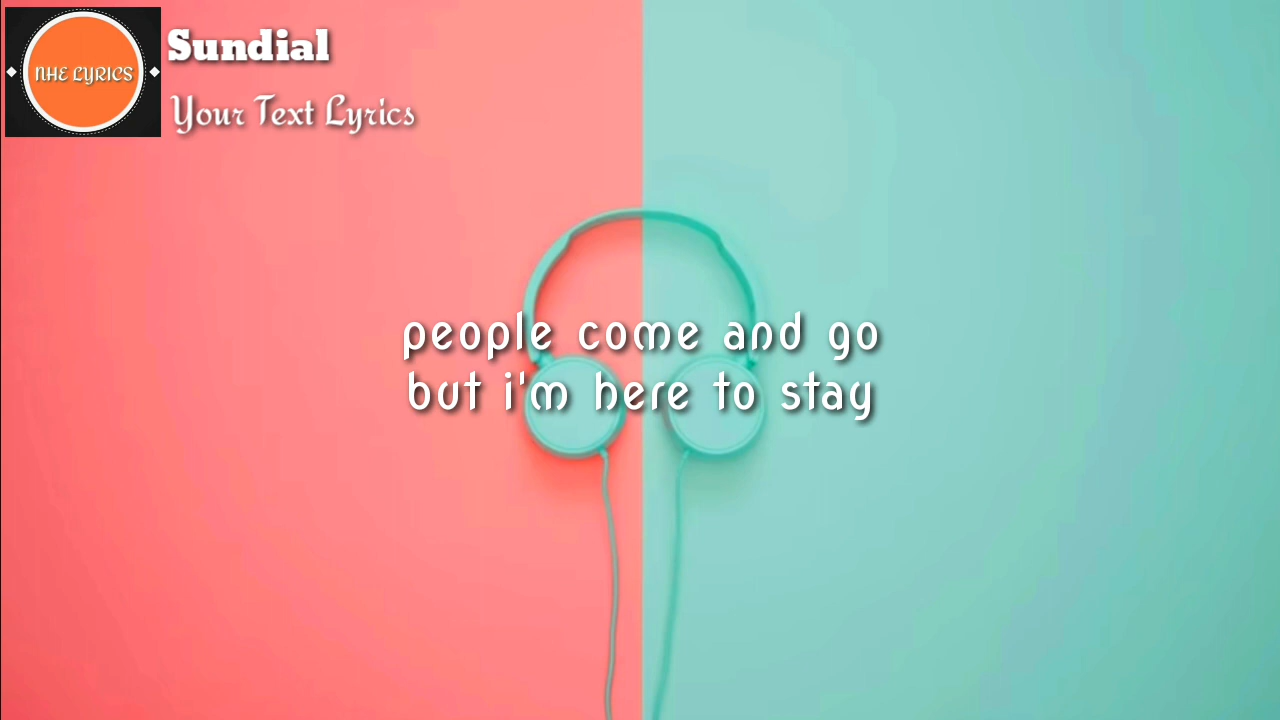 NHE LYRICS
Sundial
Your Text Lyrics
people come and go
but i'm here to stay